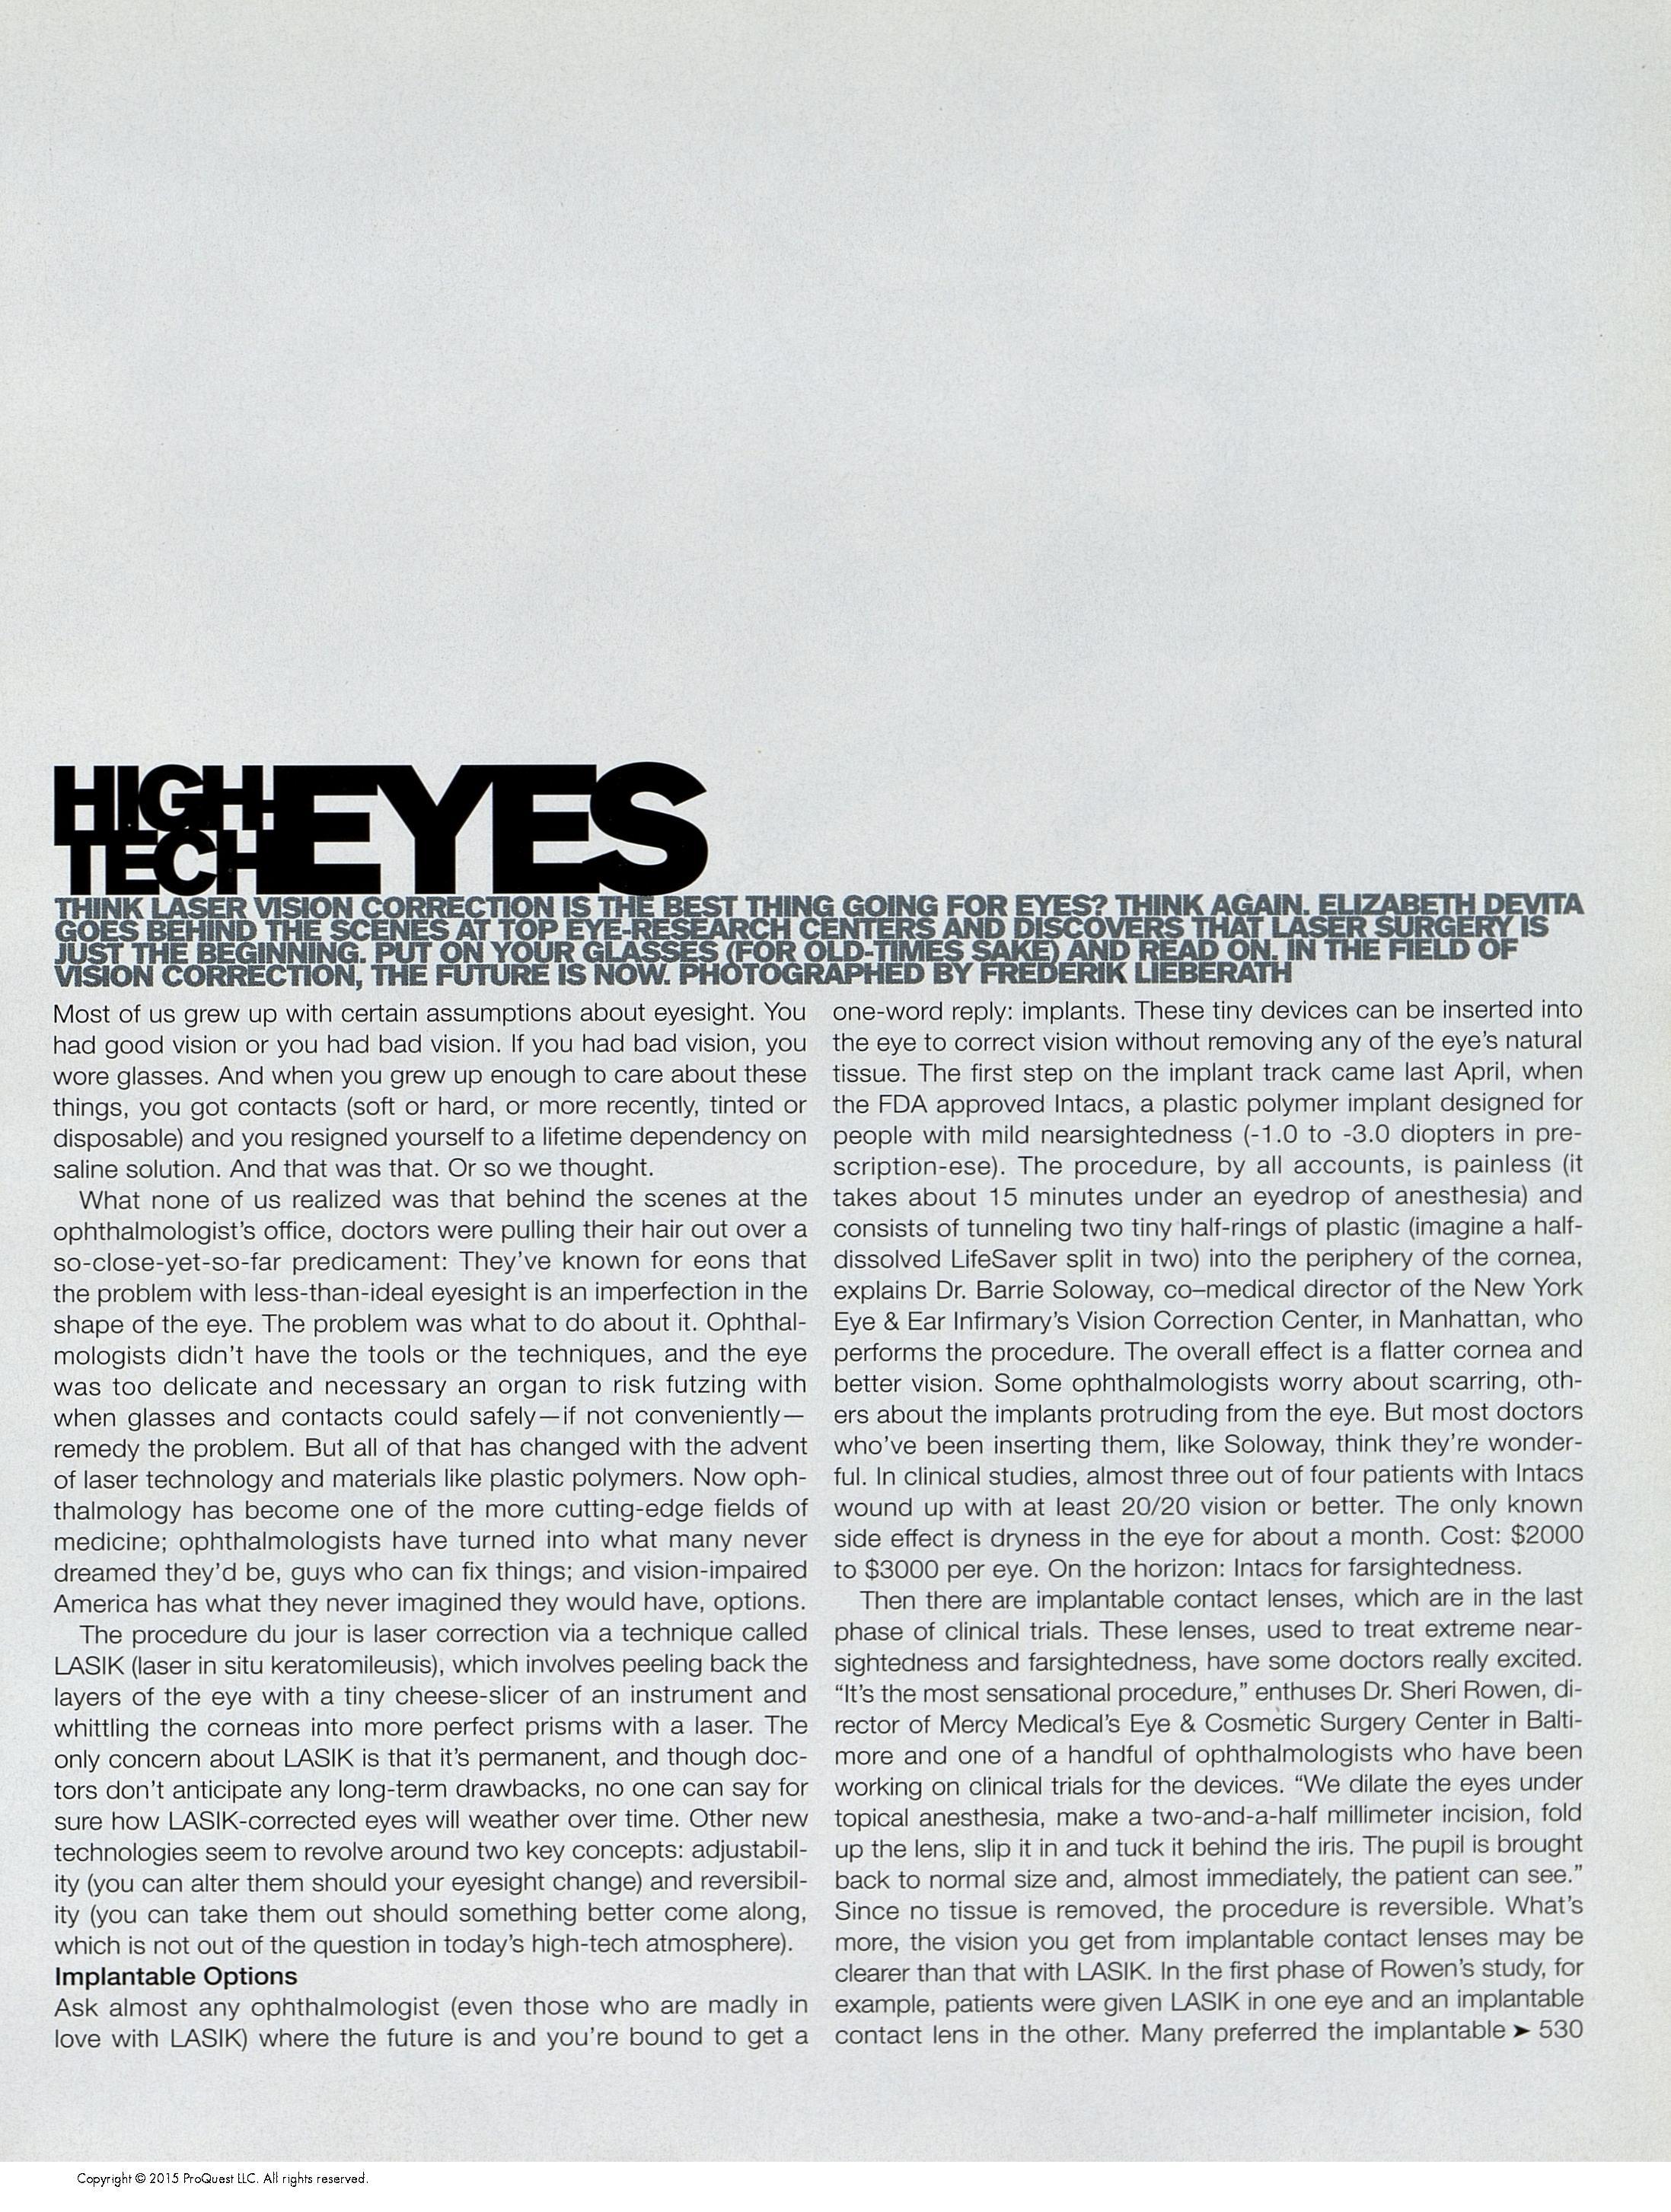 HIGH-
TECH EYES
THINK LASER VISION CORRECTION IS THE BEST THING GOING FOR EYES? THINK AGAIN. ELIZABETH DEVITA
GOES BEHIND THE SCENES AT TOP EYE-RESEARCH CENTERS AND DISCOVERS THAT LASER SURGERY IS
JUST THE BEGINNING. PUT ON YOUR GLASSES (FOR OLD-TIMES SAKE) AND READ ON. IN THE FIELD OF
VISION CORRECTION, THE FUTURE IS NOW. PHOTOGRAPHED BY FREDERIK LIEBERATH
Most of us grew up with certain assumptions about eyesight. You
had good vision or you had bad vision. If you had bad vision, you
wore glasses. And when you grew up enough to care about these
things, you got contacts (soft or hard, or more recently, tinted or
disposable) and you resigned yourself to a lifetime dependency on
saline solution. And that was that. Or so we thought.
What none of us realized was that behind the scenes at the
ophthalmologist's office, doctors were pulling their hair out over a
so-close-yet-so-far predicament: They've known for eons that
the problem with less-than-ideal eyesight is an imperfection in the
shape of the eye. The problem was what to do about it. Ophthal-
mologists didn't have the tools or the techniques, and the eye
was too delicate and necessary an organ to risk futzing with
when glasses and contacts could safely—if not conveniently—
remedy the problem. But all of that has changed with the advent
of laser technology and materials like plastic polymers. Now oph-
thalmology has become one of the more cutting-edge fields of
medicine; ophthalmologists have turned into what many never
dreamed they'd be, guys who can fix things; and vision-impaired
America has what they never imagined they would have, options.
The procedure du jour is laser correction via a technique called
LASIK (laser in situ keratomileusis), which involves peeling back the
layers of the eye with a tiny cheese-slicer of an instrument and
whittling the corneas into more perfect prisms with a laser. The
only concern about LASIK is that it's permanent, and though doc-
tors don't anticipate any long-term drawbacks, no one can say for
sure how LASIK-corrected eyes will weather over time. Other new
technologies seem to revolve around two key concepts: adjustabil-
ity (you can alter them should your eyesight change) and reversibil-
ity (you can take them out should something better come along,
which is not out of the question in today's high-tech atmosphere).
Implantable Options
Ask almost any ophthalmologist (even those who are madly in
love with LASIK) where the future is and you're bound to get a
one-word reply: implants. These tiny devices can be inserted into
the eye to correct vision without removing any of the eye's natural
tissue. The first step on the implant track came last April, when
the FDA approved Intacs, a plastic polymer implant designed for
people with mild nearsightedness (-1.0 to -3.0 diopters in pre-
scription-ese). The procedure, by all accounts, is painless (it
takes about 15 minutes under an eyedrop of anesthesia) and
consists of tunneling two tiny half-rings of plastic (imagine a half-
dissolved LifeSaver split in two) into the periphery of the cornea,
explains Dr. Barrie Soloway, co–medical director of the New York
Eye & Ear Infirmary's Vision Correction Center, in Manhattan, who
performs the procedure. The overall effect is a flatter cornea and
better vision. Some ophthalmologists worry about scarring, oth-
ers about the implants protruding from the eye. But most doctors
who've been inserting them, like Soloway, think they're wonder-
ful. In clinical studies, almost three out of four patients with Intacs
wound up with at least 20/20 vision or better. The only known
side effect is dryness in the eye for about a month. Cost: $2000
to $3000 per eye. On the horizon: Intacs for farsightedness.
Then there are implantable contact lenses, which are in the last
phase of clinical trials. These lenses, used to treat extreme near-
sightedness and farsightedness, have some doctors really excited.
“It's the most sensational procedure,” enthuses Dr. Sheri Rowen, di-
rector of Mercy Medical's Eye & Cosmetic Surgery Center in Balti-
more and one of a handful of ophthalmologists who have been
working on clinical trials for the devices. “We dilate the eyes under
topical anesthesia, make a two-and-a-half millimeter incision, fold
up the lens, slip it in and tuck it behind the iris. The pupil is brought
back to normal size and, almost immediately, the patient can see.”
Since no tissue is removed, the procedure is reversible. What's
more, the vision you get from implantable contact lenses may be
clearer than that with LASIK. In the first phase of Rowen's study, for
example, patients were given LASIK in one eye and an implantable
contact lens in the other. Many preferred the implantable ➤ 530
Copyright © 2015 ProQuest LLC. All rights reserved.